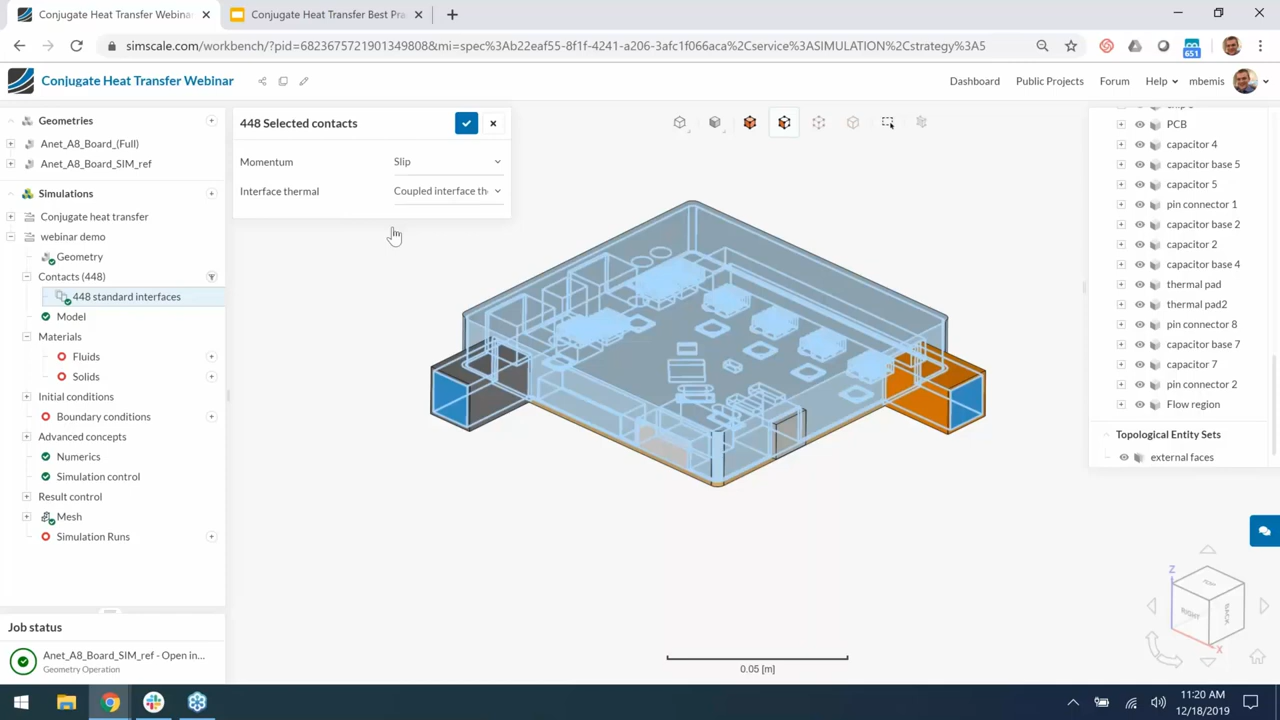 Conjugate Heat Transfer Webinar
Conjugate Heat Transfer Best Pra
simscale.com/workbench/?pid=682367572190134980&mi=spec%3Ab22eaf55-8f1f-4241-a206-3afc1f066aca%2Cservice%3ASIMULATION%2Cstrategy%3A5
651
Conjugate Heat Transfer Webinar
Dashboard
Public Projects
Forum
Help
mbemis
Geometries
Anet_A8_Board_(Full)
Anet_A8_Board_SIM_ref
Simulations
Conjugate heat transfer
webinar demo
Geometry
Contacts (448)
448 standard interfaces
Model
Materials
Fluids
Solids
Initial conditions
Boundary conditions
Advanced concepts
Numerics
Simulation control
Result control
Mesh
Simulation Runs
Job status
Anet_A8_Board_SIM_ref - Open in...
Geometry Operation
448 Selected contacts
Momentum
Slip
Interface thermal
Coupled interface th
PCB
capacitor 4
capacitor base 5
capacitor 5
pin connector 1
capacitor base 2
capacitor 2
capacitor base 4
thermal pad
thermal pad2
pin connector 8
capacitor base 7
capacitor 7
pin connector 2
Flow region
Topological Entity Sets
external faces
0.05 [m]
Z
TOP
RIGHT
BACK
X
11:20 AM
12/18/2019